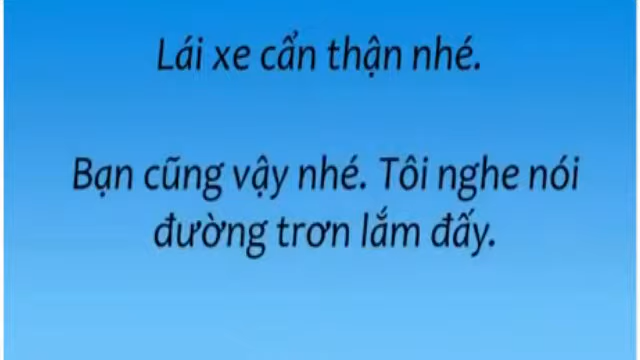 Lái xe cẩn thận nhé.
Bạn cũng vậy nhé. Tôi nghe nói
đường trơn lắm đấy.